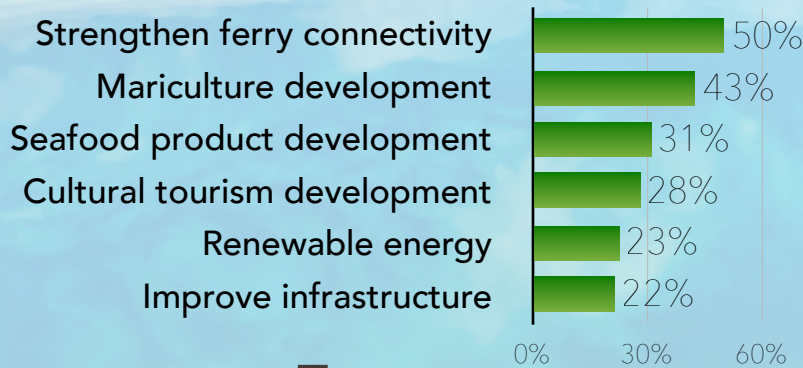 Strengthen ferry connectivity 50%
Mariculture development 43%
Seafood product development 31%
Cultural tourism development 28%
Renewable energy 23%
Improve infrastructure 22%
0% 30% 60%